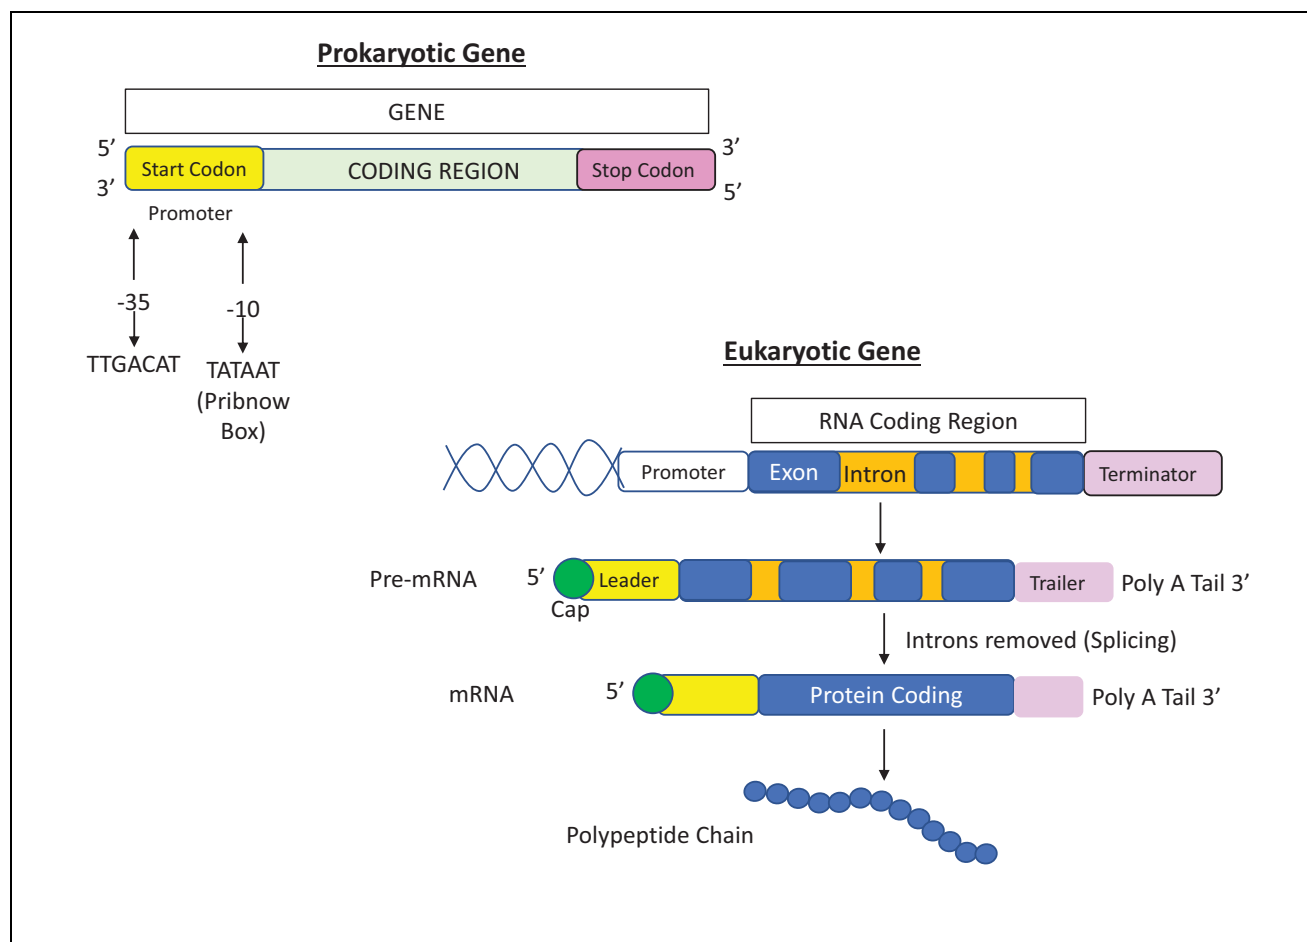 Prokaryotic Gene
GENE
5’
3’
Start Codon
CODING REGION
Stop Codon
3’
5’
Promoter
-35
-10
TTGACAT
TATAAT
(Pribnow
Box)
Eukaryotic Gene
RNA Coding Region
Promoter
Exon
Intron
Terminator
Pre-mRNA
5’
Leader
Trailer
Poly A Tail 3’
Cap
Introns removed (Splicing)
mRNA
5’
Protein Coding
Poly A Tail 3’
Polypeptide Chain